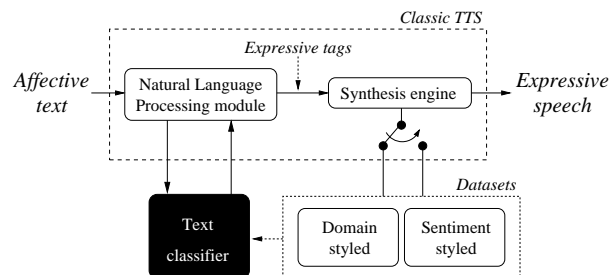 Classic TTS
Expressive tags
Affective
text
Natural Language
Processing module
Synthesis engine
Expressive
speech
Datasets
Text
classifier
Domain
styled
Sentiment
styled